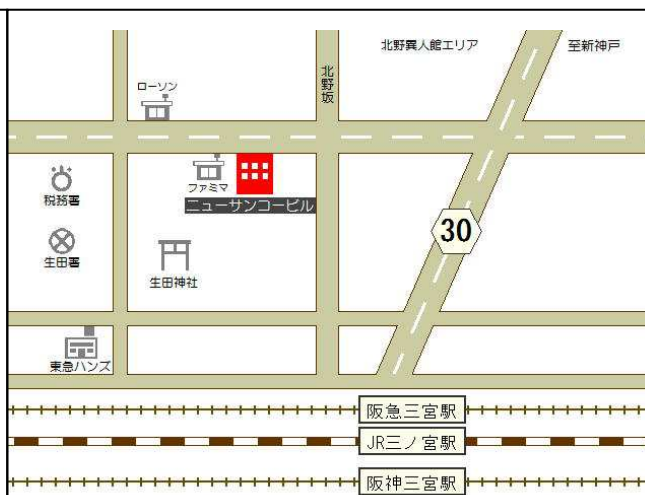 北野異人館エリア
至新神戸
北野坂
ローソン
ファミマ
ニューサンコービル
税務署
生田署
生田神社
30
東急ハンズ
阪急三宮駅
JR三ノ宮駅
阪神三宮駅